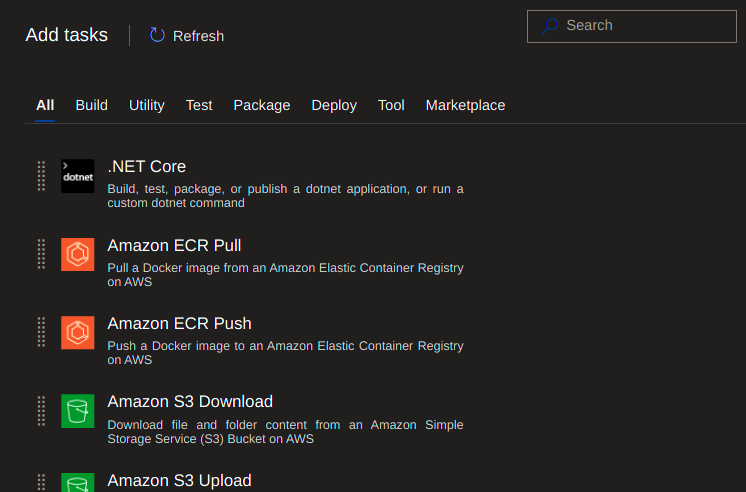 Add tasks
Refresh
Search
All Build Utility Test Package Deploy Tool Marketplace
dotnet
.NET Core
Build, test, package, or publish a dotnet application, or run a
custom dotnet command
Amazon ECR Pull
Pull a Docker image from an Amazon Elastic Container Registry
on AWS
Amazon ECR Push
Push a Docker image to an Amazon Elastic Container Registry
on AWS
Amazon S3 Download
Download file and folder content from an Amazon Simple
Storage Service (S3) Bucket on AWS
Amazon S3 Upload